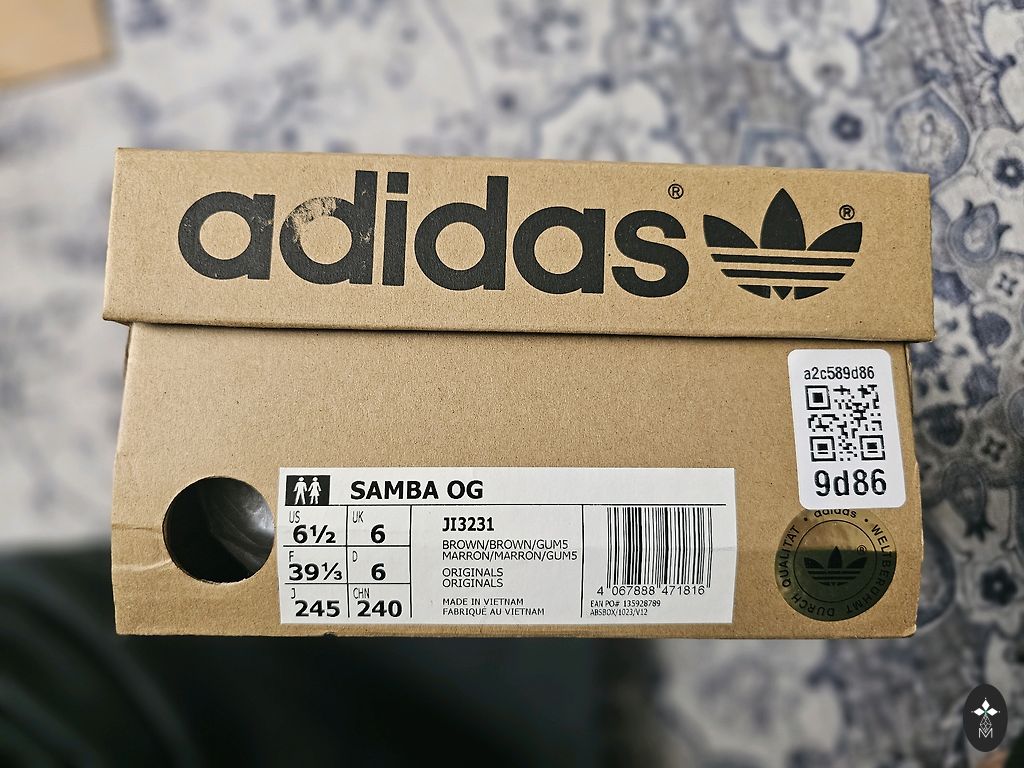 adidas®
®
a2c589d86
9d86
SAMBA OG
US
6½
UK
6
F
39⅓
D
6
J
245
CHN
240
JI3231
BROWN/BROWN/GUM5
MARRON/MARRON/GUM5
ORIGINALS
ORIGINALS
MADE IN VIETNAM
FABRIQUÉ AU VIETNAM
4 067888 471816
EAN PO# 135928789
ABSBOX/1023/V12
adidas • WELBERÜHMT DURCH QUALITÄT •
®
M